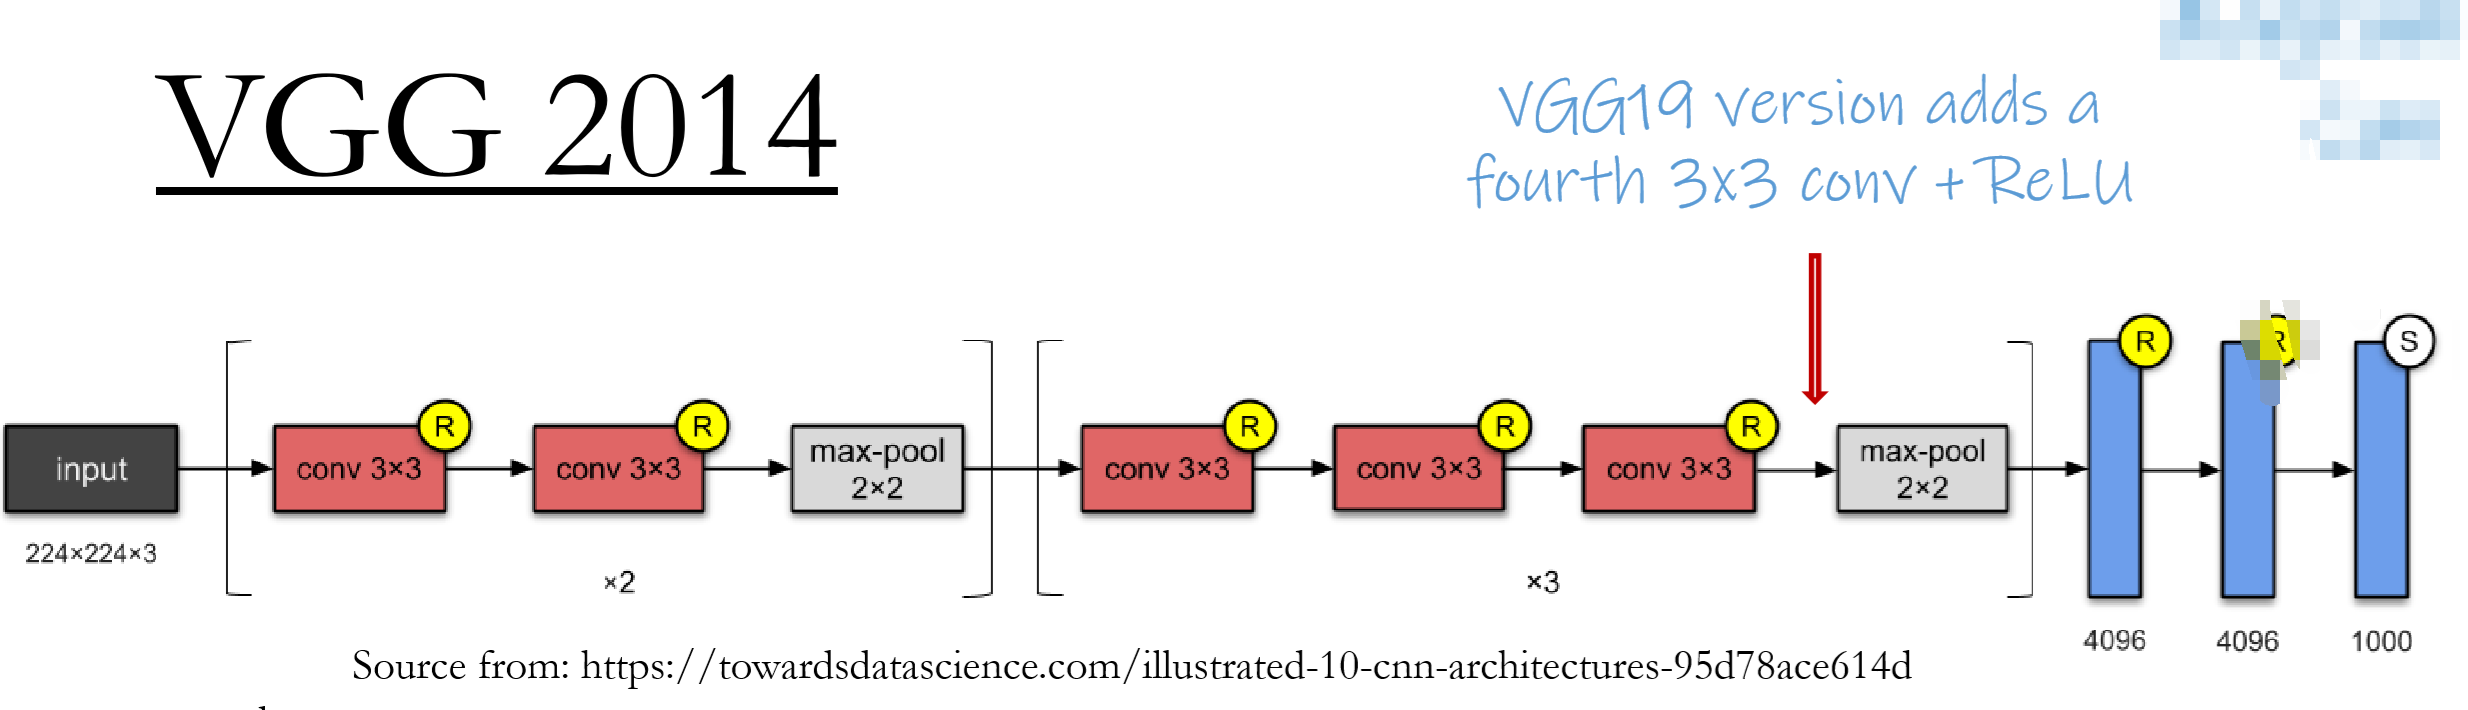 VGG 2014
VGG19 version adds a
fourth 3x3 conv + ReLU
R
R
S
R
R
R
R
R
input
conv 3×3
conv 3×3
max-pool
2×2
conv 3×3
conv 3×3
conv 3×3
max-pool
2×2
224×224×3
×2
×3
4096
4096
1000
Source from: https://towardsdatascience.com/illustrated-10-cnn-architectures-95d78ace614d